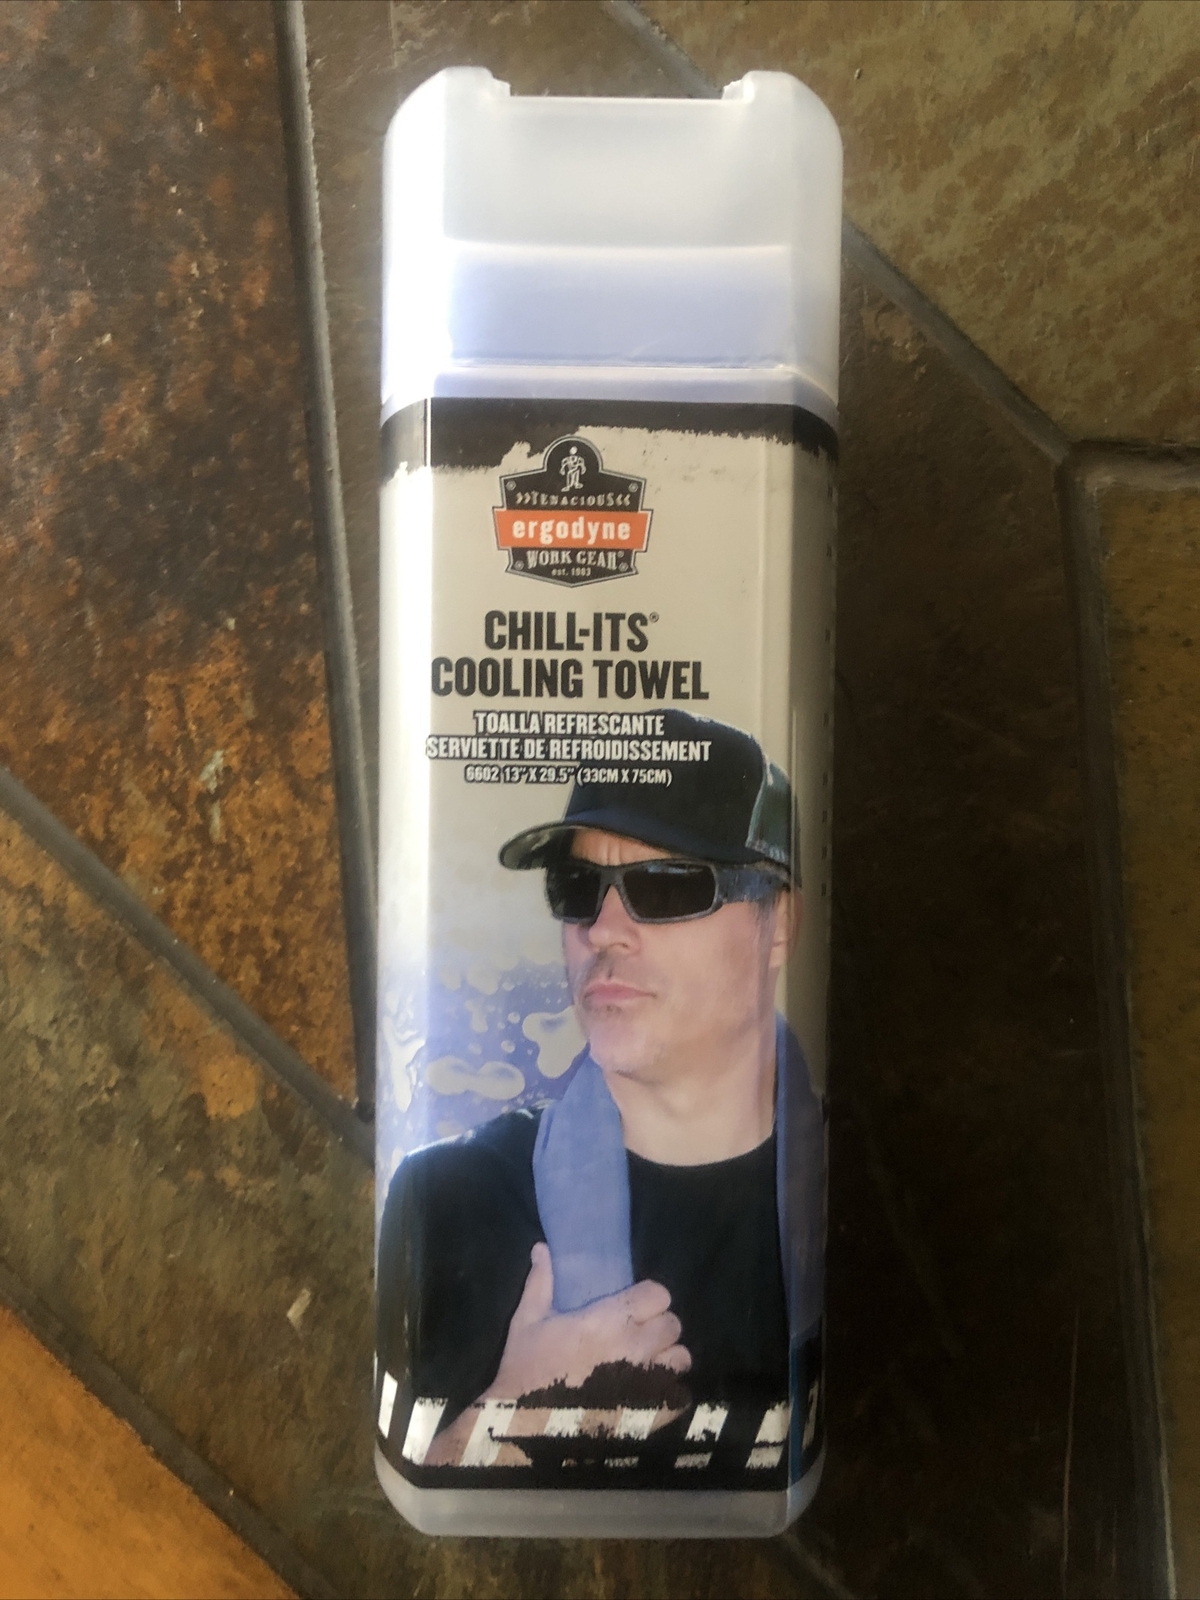 »TENACIOUS«
ergodyne
WORK GEAR®
est. 1983
CHILL-ITS®
COOLING TOWEL
TOALLA REFRESCANTE
SERVIETTE DE REFROIDISSEMENT
6602 13" X 29.5" (33CM X 75CM)